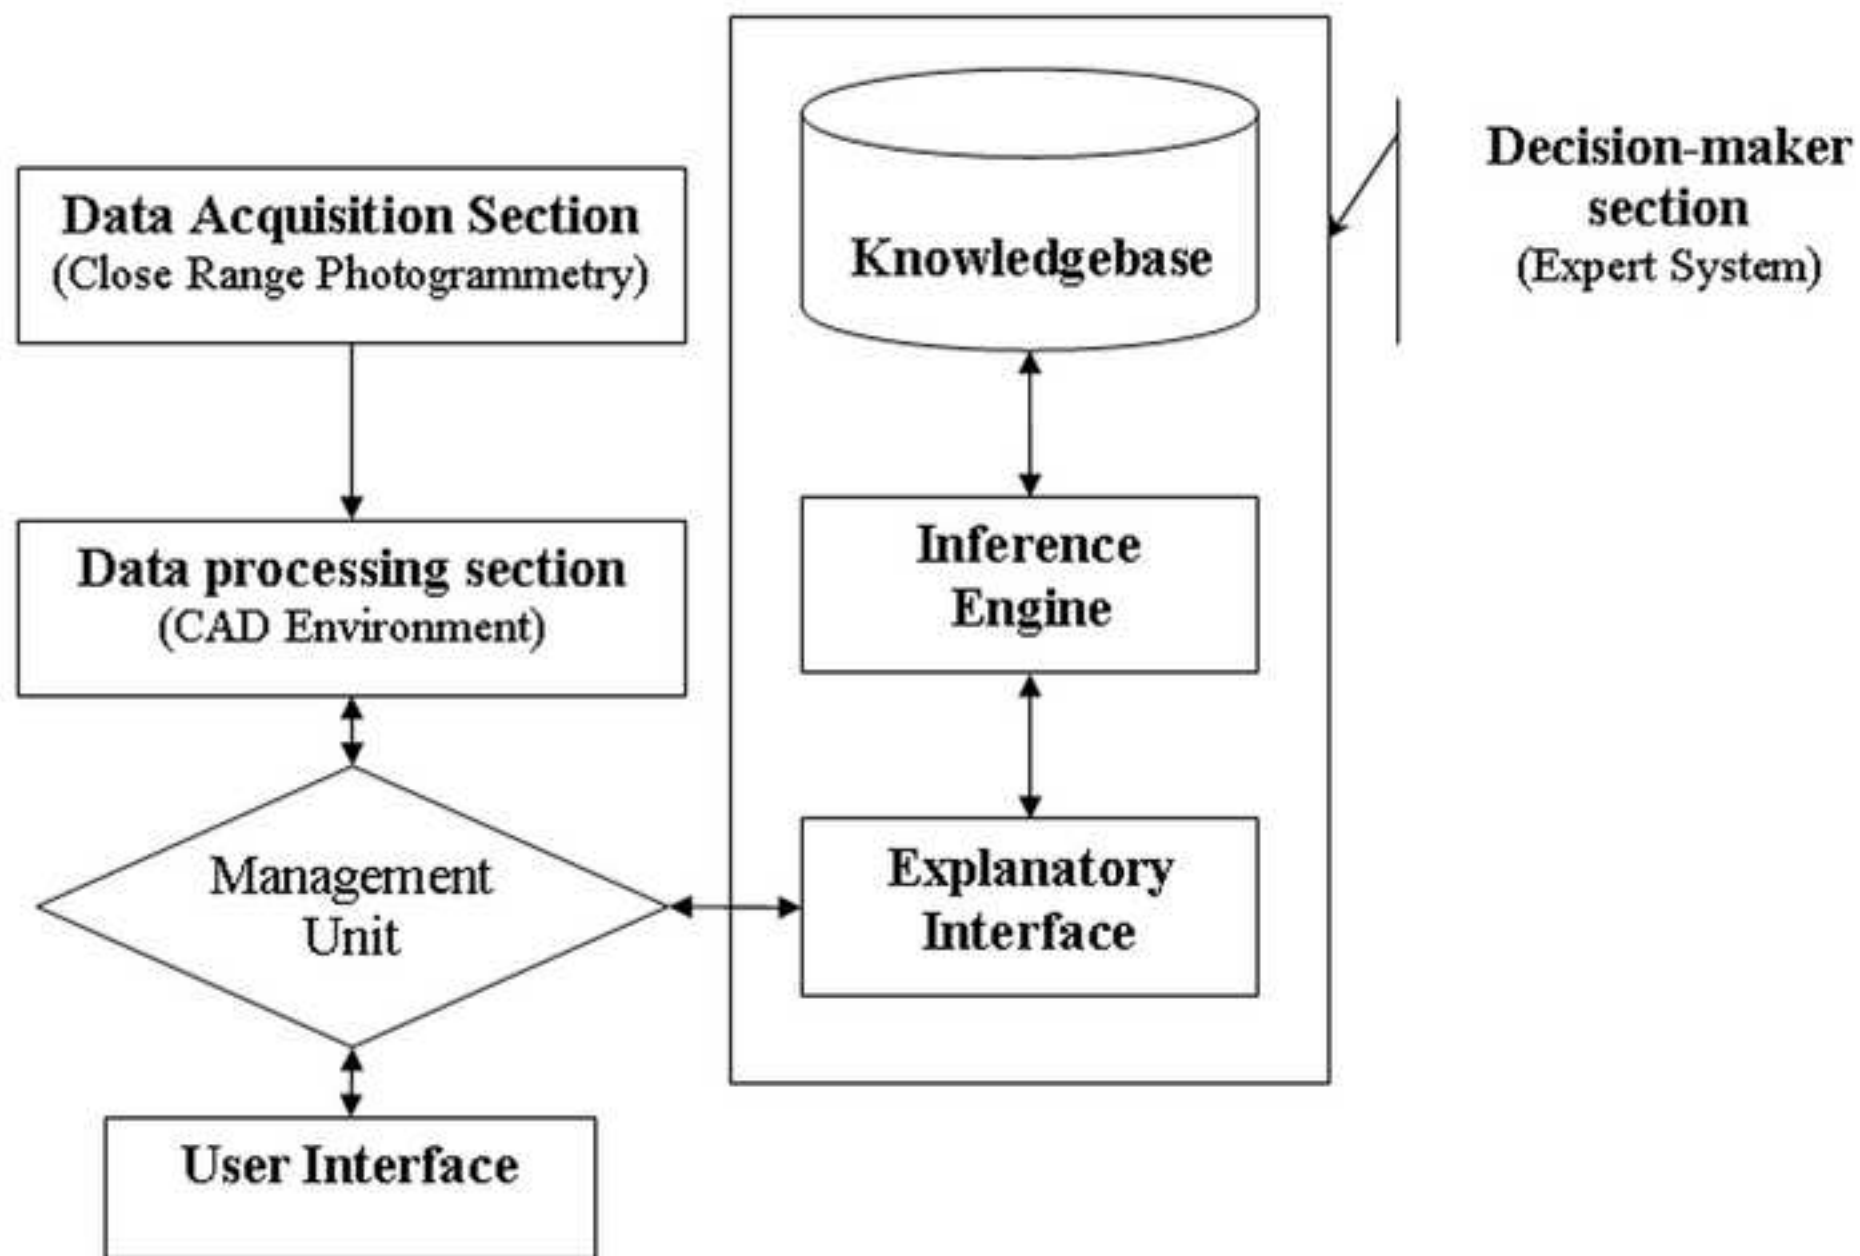 Data Acquisition Section
(Close Range Photogrammetry)
Data processing section
(CAD Environment)
Management
Unit
User Interface
Knowledgebase
Inference
Engine
Explanatory
Interface
Decision-maker
section
(Expert System)